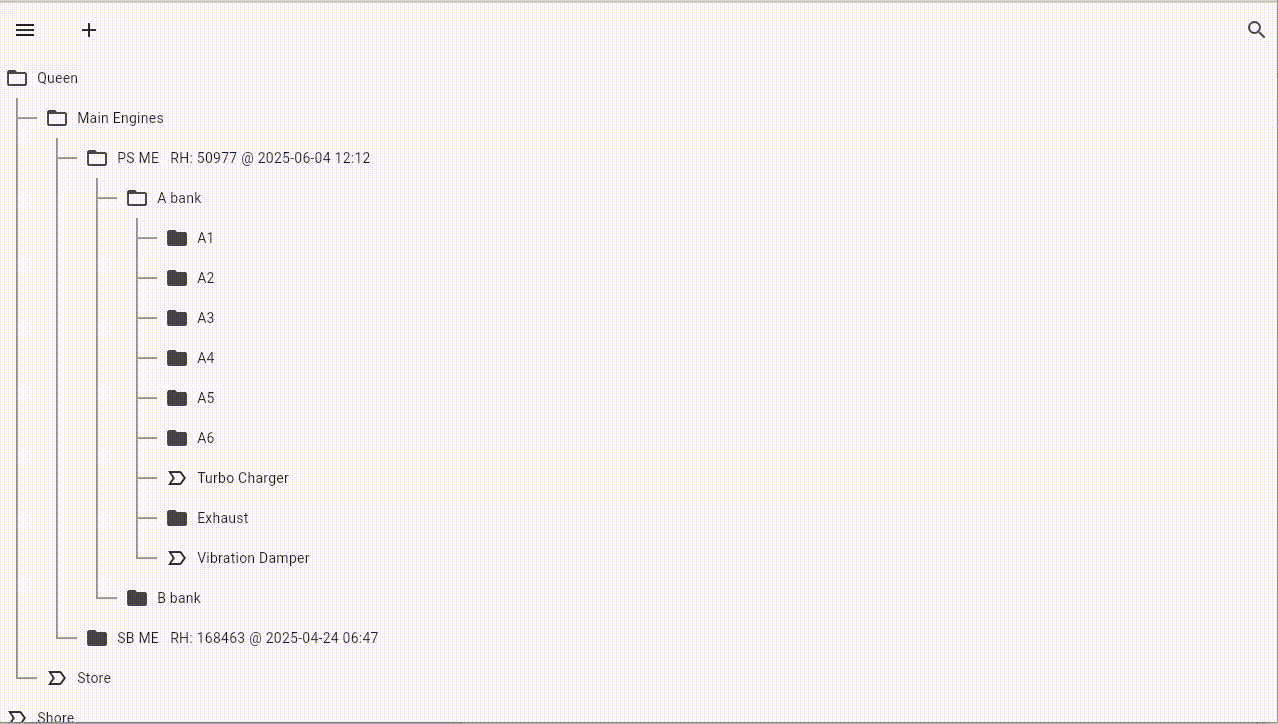 Queen
Main Engines
PS ME RH: 50977 @ 2025-06-04 12:12
A bank
A1
A2
A3
A4
A5
A6
Turbo Charger
Exhaust
Vibration Damper
B bank
SB ME RH: 168463 @ 2025-04-24 06:47
Store
Shore